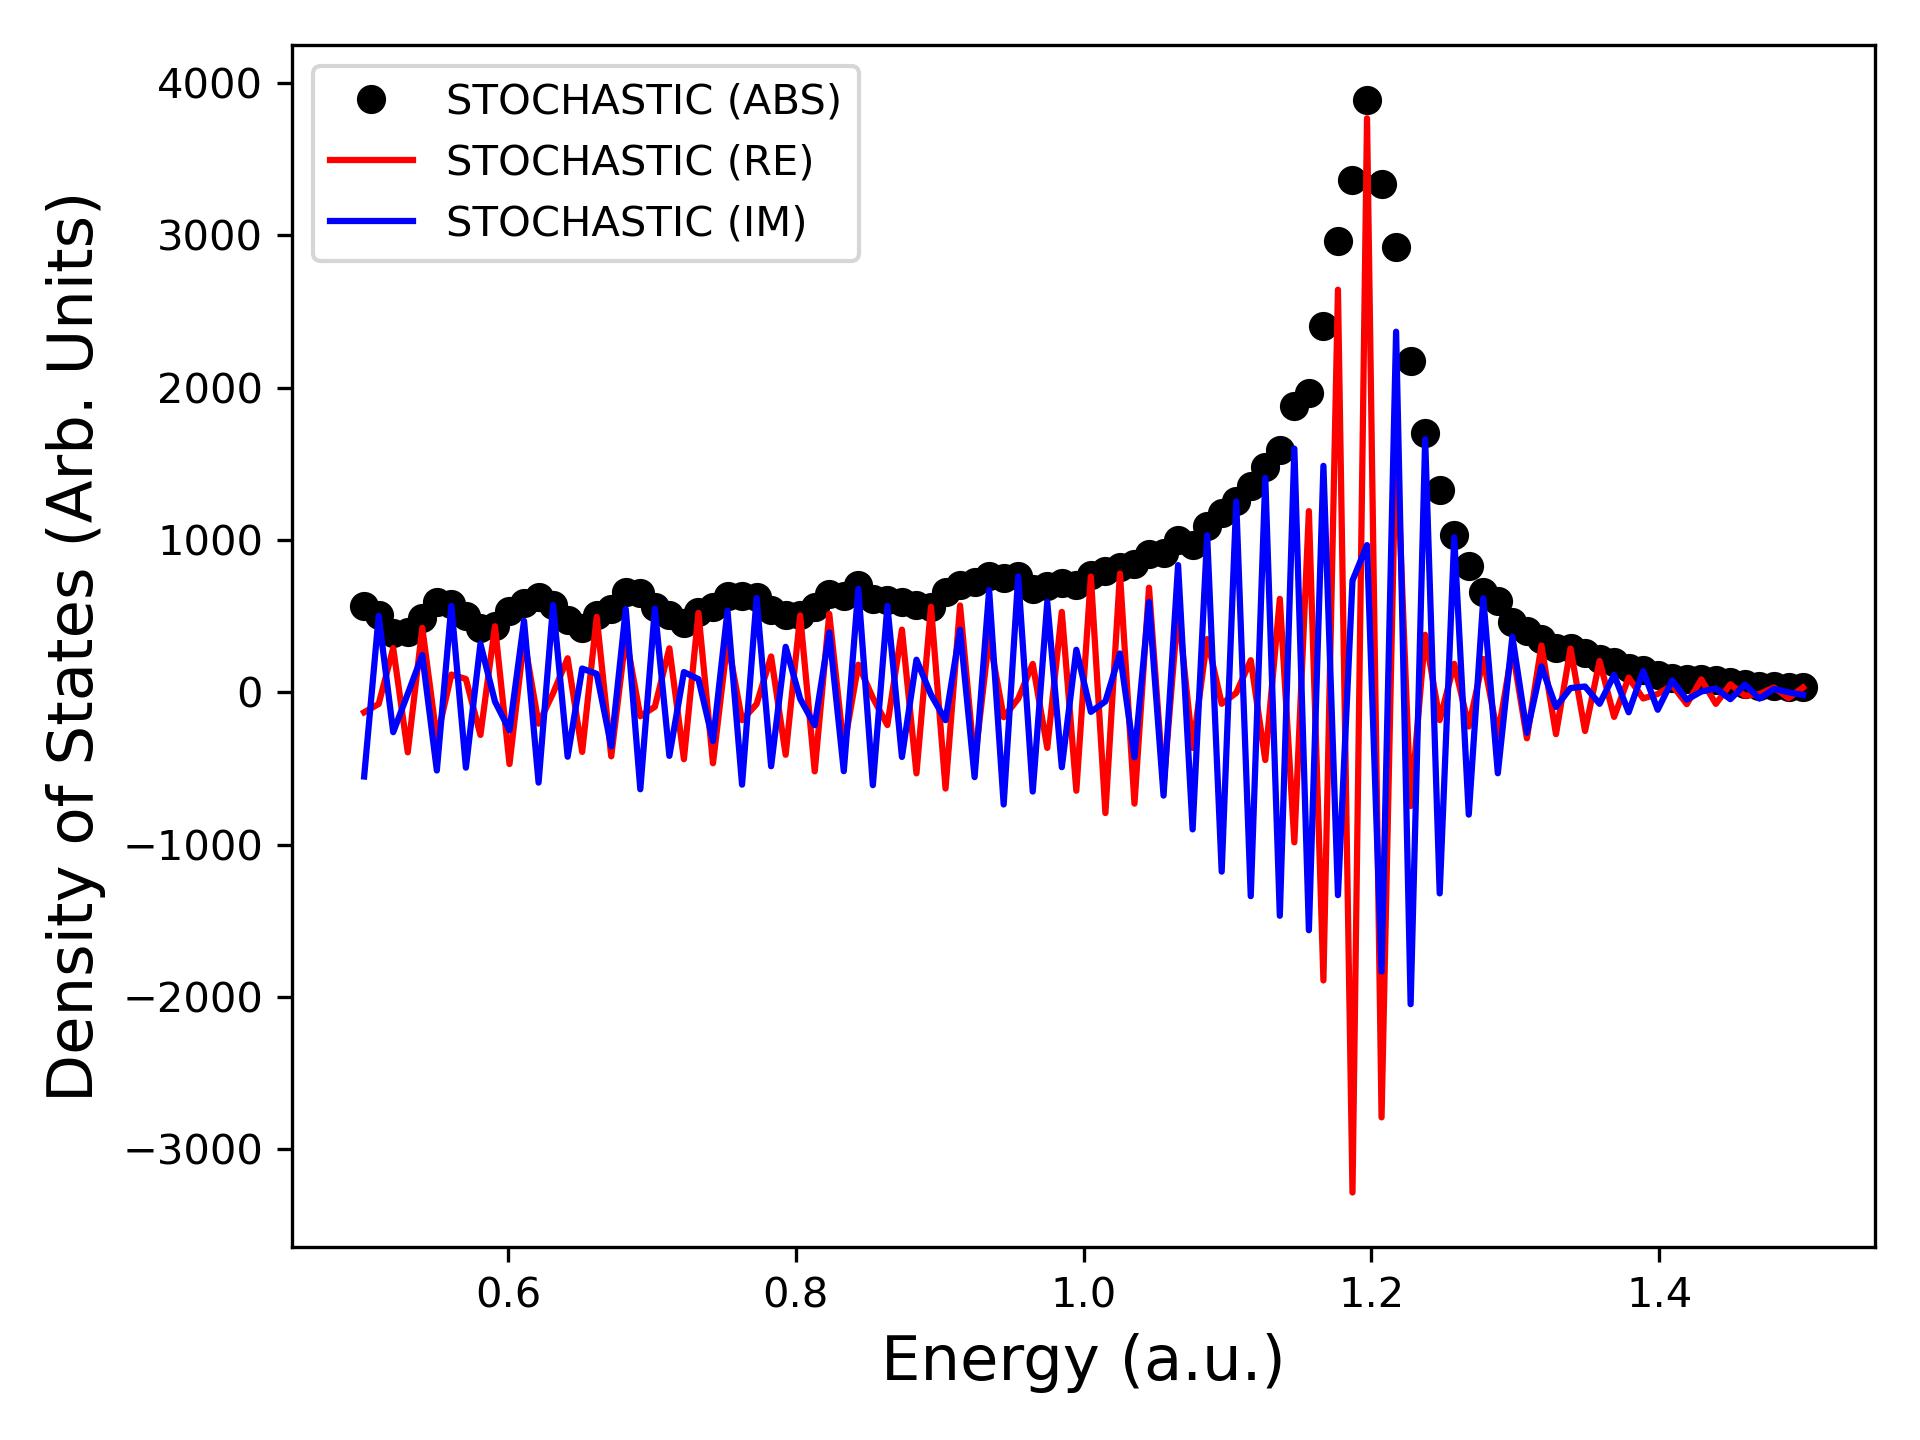 STOCHASTIC (ABS)
STOCHASTIC (RE)
STOCHASTIC (IM)
Density of States (Arb. Units)
4000
3000
2000
1000
0
−1000
−2000
−3000
0.6 0.8 1.0 1.2 1.4
Energy (a.u.)